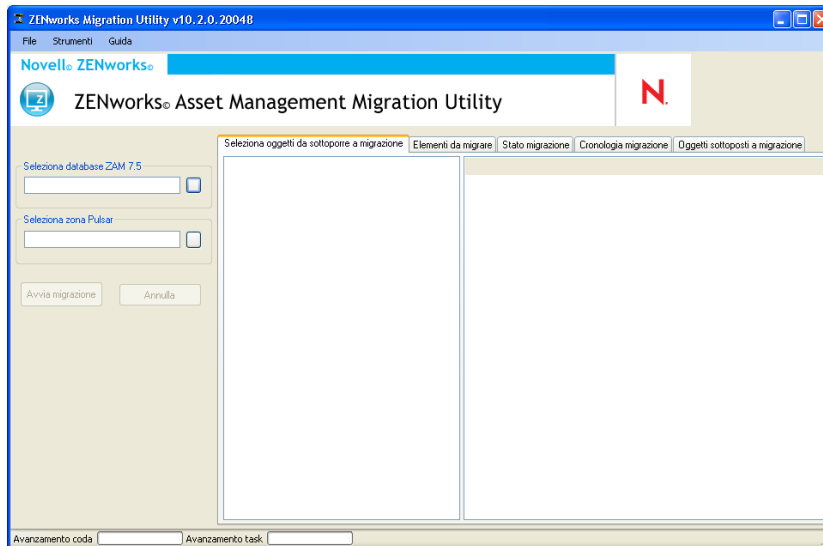 ZENworks Migration Utility v10.2.0.20048
File Strumenti Guida
Novell© ZENworks©
Z
ZENworks© Asset Management Migration Utility
N.
Seleziona oggetti da sottoporre a migrazione Elementi da migrare Stato migrazione Cronologia migrazione Oggetti sottoposti a migrazione
Seleziona database ZAM 7.5
Seleziona zona Pulsar
Avvia migrazione Annulla
Avanzamento coda Avanzamento task